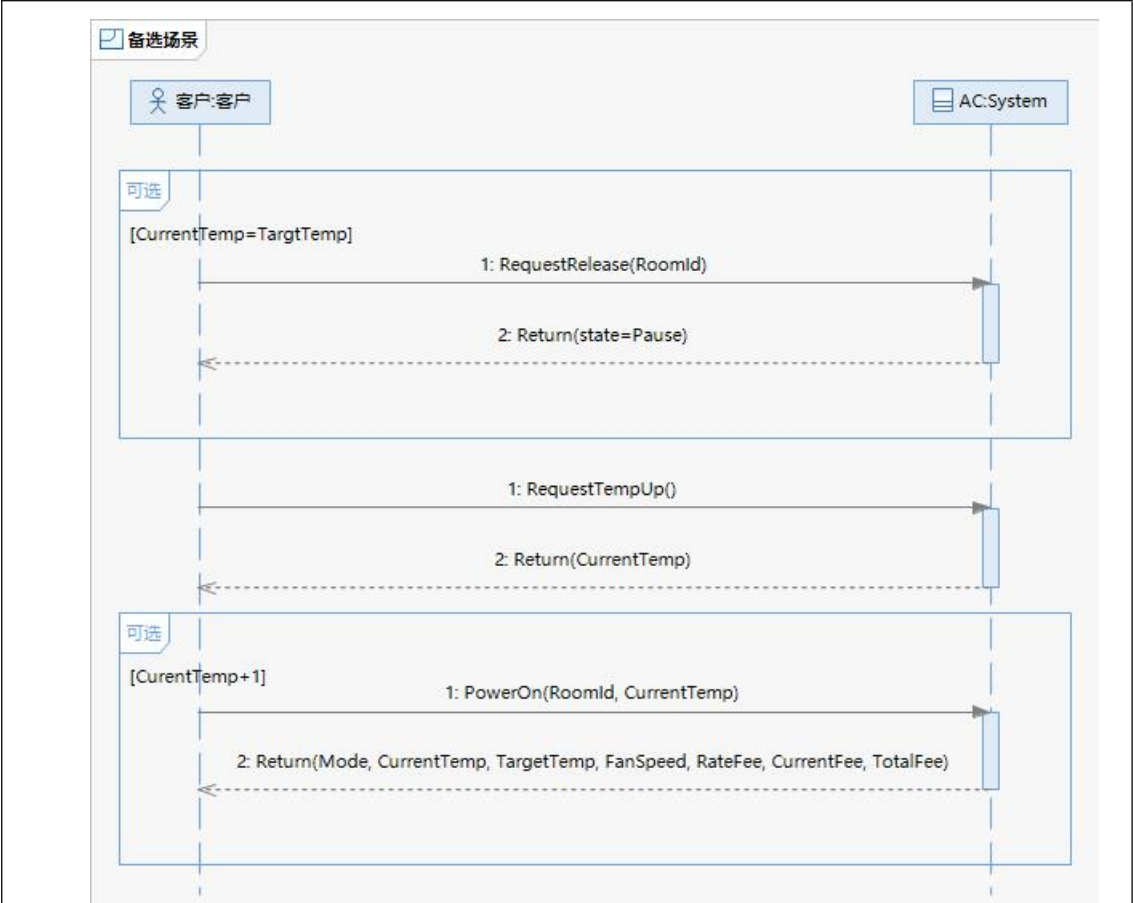 备选场景
客户:客户
AC:System
可选
[CurrentTemp=TargtTemp]
1: RequestRelease(RoomId)
2: Return(state=Pause)
1: RequestTempUp()
2: Return(CurrentTemp)
可选
[CurentTemp+1]
1: PowerOn(RoomId, CurrentTemp)
2: Return(Mode, CurrentTemp, TargetTemp, FanSpeed, RateFee, CurrentFee, TotalFee)